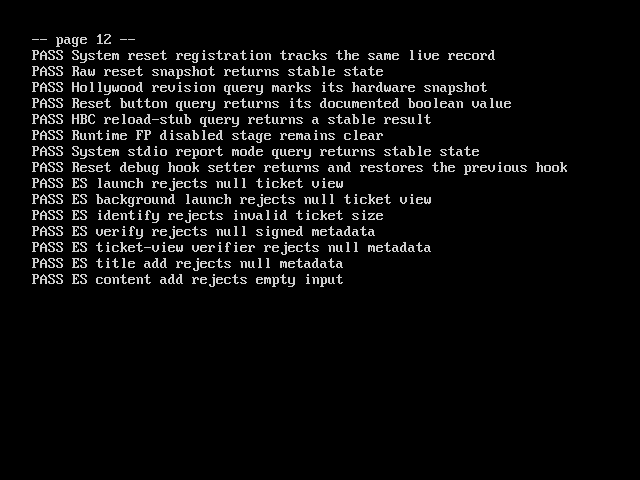 -- page 12 --
PASS System reset registration tracks the same live record
PASS Raw reset snapshot returns stable state
PASS Hollywood revision query marks its hardware snapshot
PASS Reset button query returns its documented boolean value
PASS HBC reload-stub query returns a stable result
PASS Runtime FP disabled stage remains clear
PASS System stdio report mode query returns stable state
PASS Reset debug hook setter returns and restores the previous hook
PASS ES launch rejects null ticket view
PASS ES background launch rejects null ticket view
PASS ES identify rejects invalid ticket size
PASS ES verify rejects null signed metadata
PASS ES ticket-view verifier rejects null metadata
PASS ES title add rejects null metadata
PASS ES content add rejects empty input